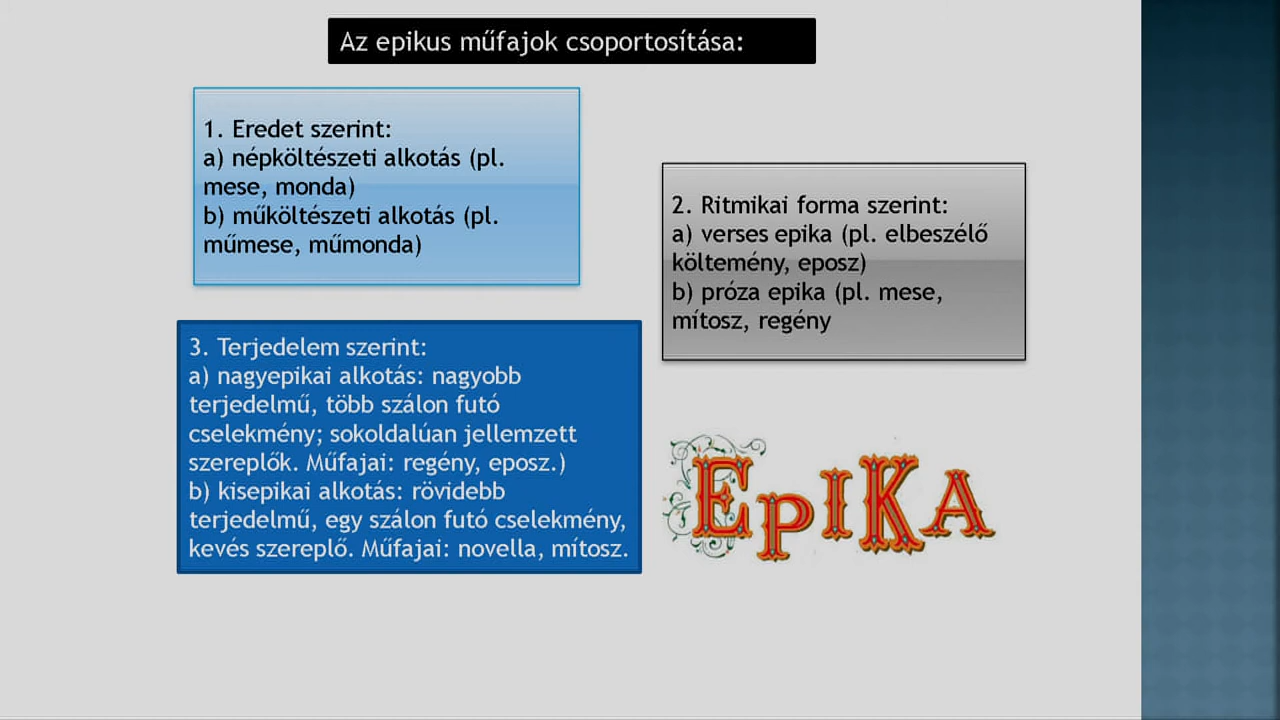 Az epikus műfajok csoportosítása:
1. Eredet szerint:
a) népköltészeti alkotás (pl.
mese, monda)
b) műköltészeti alkotás (pl.
műmese, műmonda)
2. Ritmikai forma szerint:
a) verses epika (pl. elbeszélő
költemény, eposz)
b) próza epika (pl. mese,
mítosz, regény
3. Terjedelem szerint:
a) nagyepikai alkotás: nagyobb
terjedelmű, több szálon futó
cselekmény; sokoldalúan jellemzett
szereplők. Műfajai: regény, eposz.)
b) kisepikai alkotás: rövidebb
terjedelmű, egy szálon futó cselekmény,
kevés szereplő. Műfajai: novella, mítosz.
EpIKA